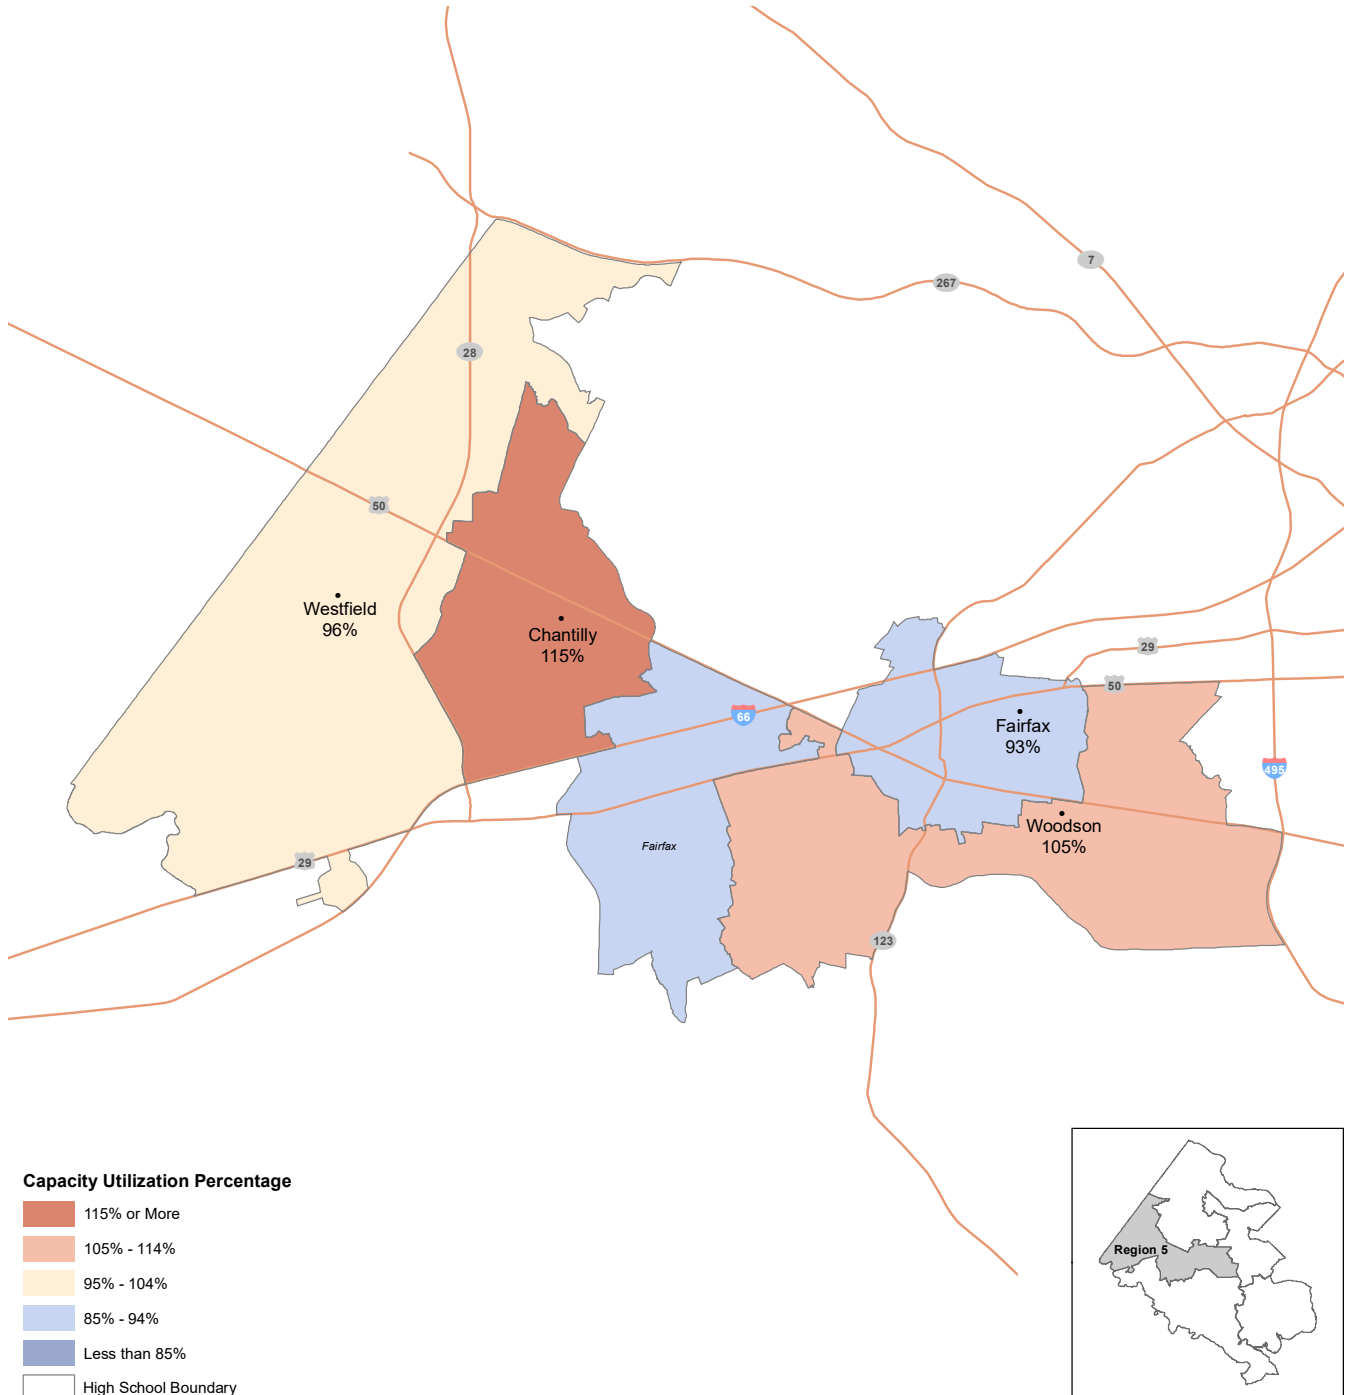 7
267
28
50
Westfield
96%
Chantilly
115%
29
50
66
Fairfax
93%
495
Woodson
105%
Fairfax
29
123
Capacity Utilization Percentage
115% or More
105% - 114%
95% - 104%
85% - 94%
Less than 85%
High School Boundary
Region 5